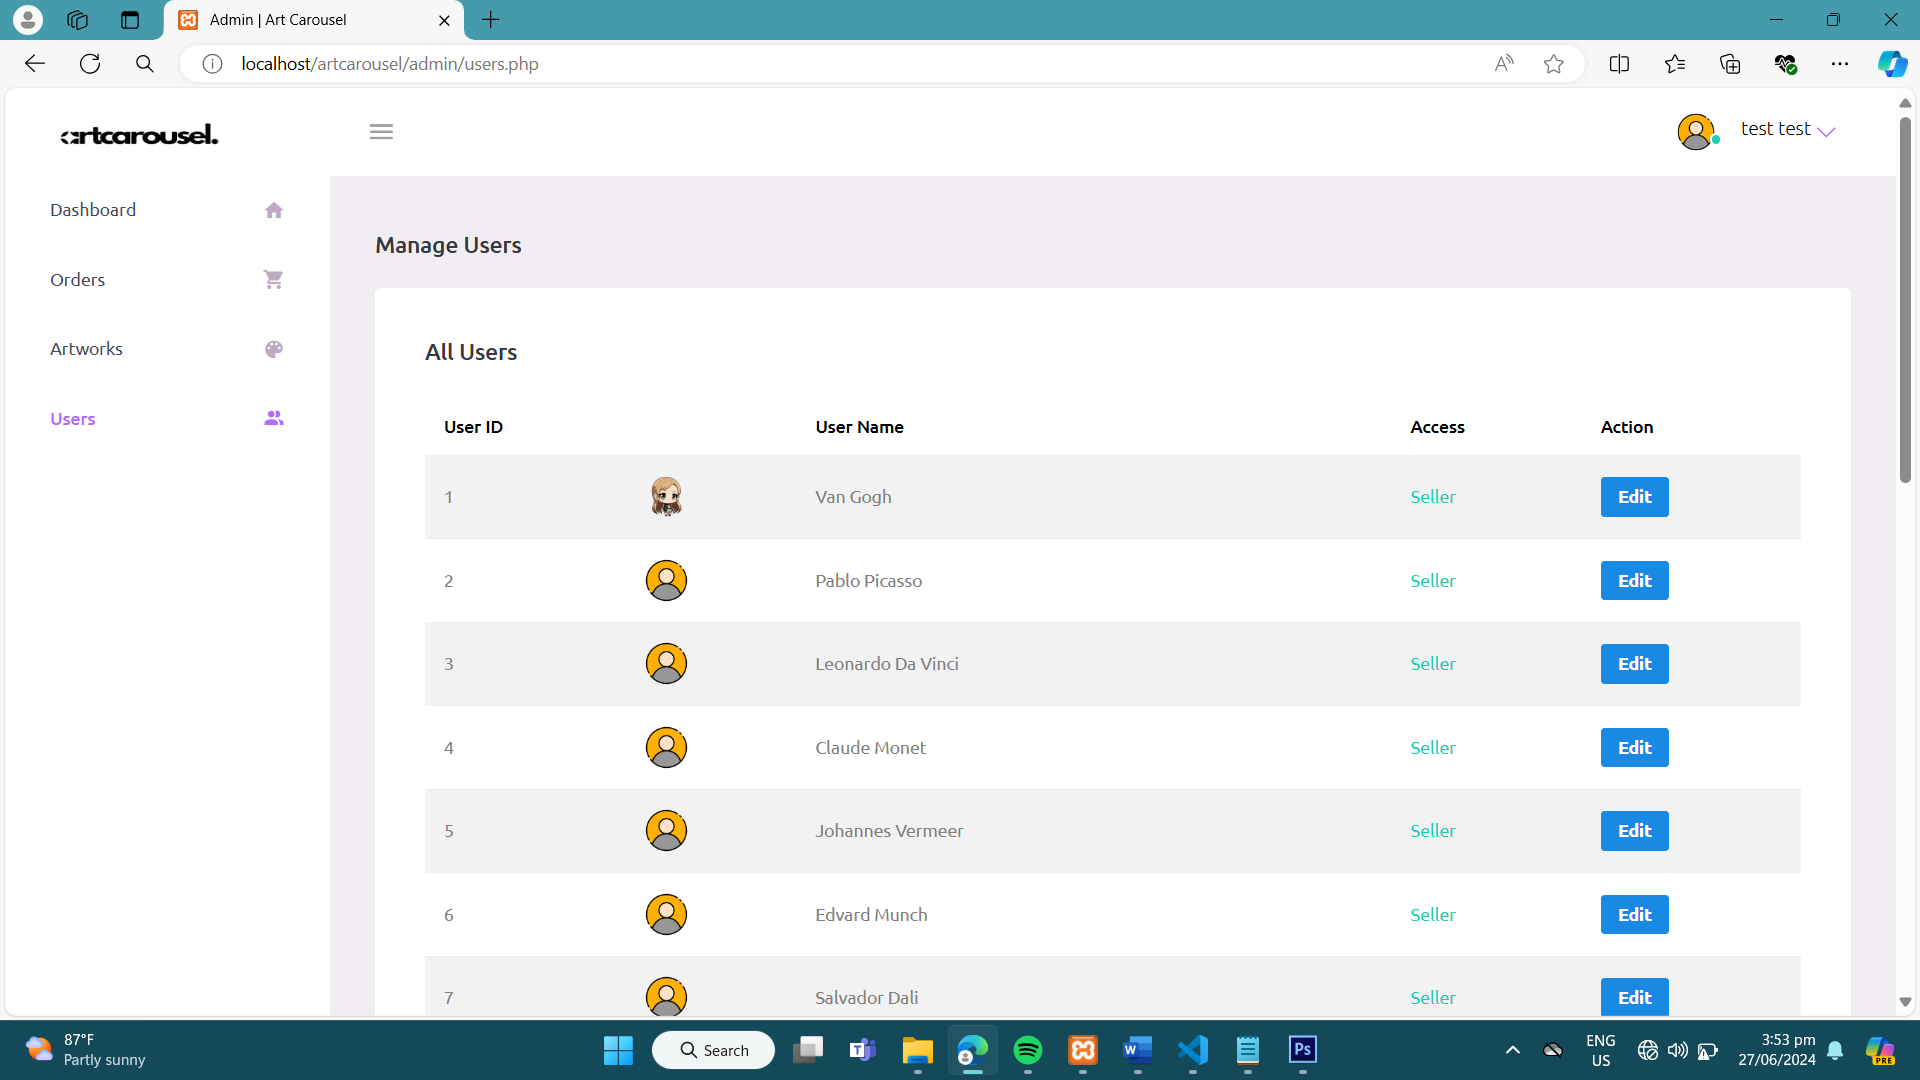 Admin | Art Carousel
localhost/artcarousel/admin/users.php
artcarousel.
test test
Dashboard
Orders
Artworks
Users
Manage Users
All Users
User ID User Name Access Action
1 Van Gogh Seller Edit
2 Pablo Picasso Seller Edit
3 Leonardo Da Vinci Seller Edit
4 Claude Monet Seller Edit
5 Johannes Vermeer Seller Edit
6 Edvard Munch Seller Edit
7 Salvador Dali Seller Edit
87°F
Partly sunny
Search
W
Ps
ENG
US
3:53 pm
27/06/2024
PRE